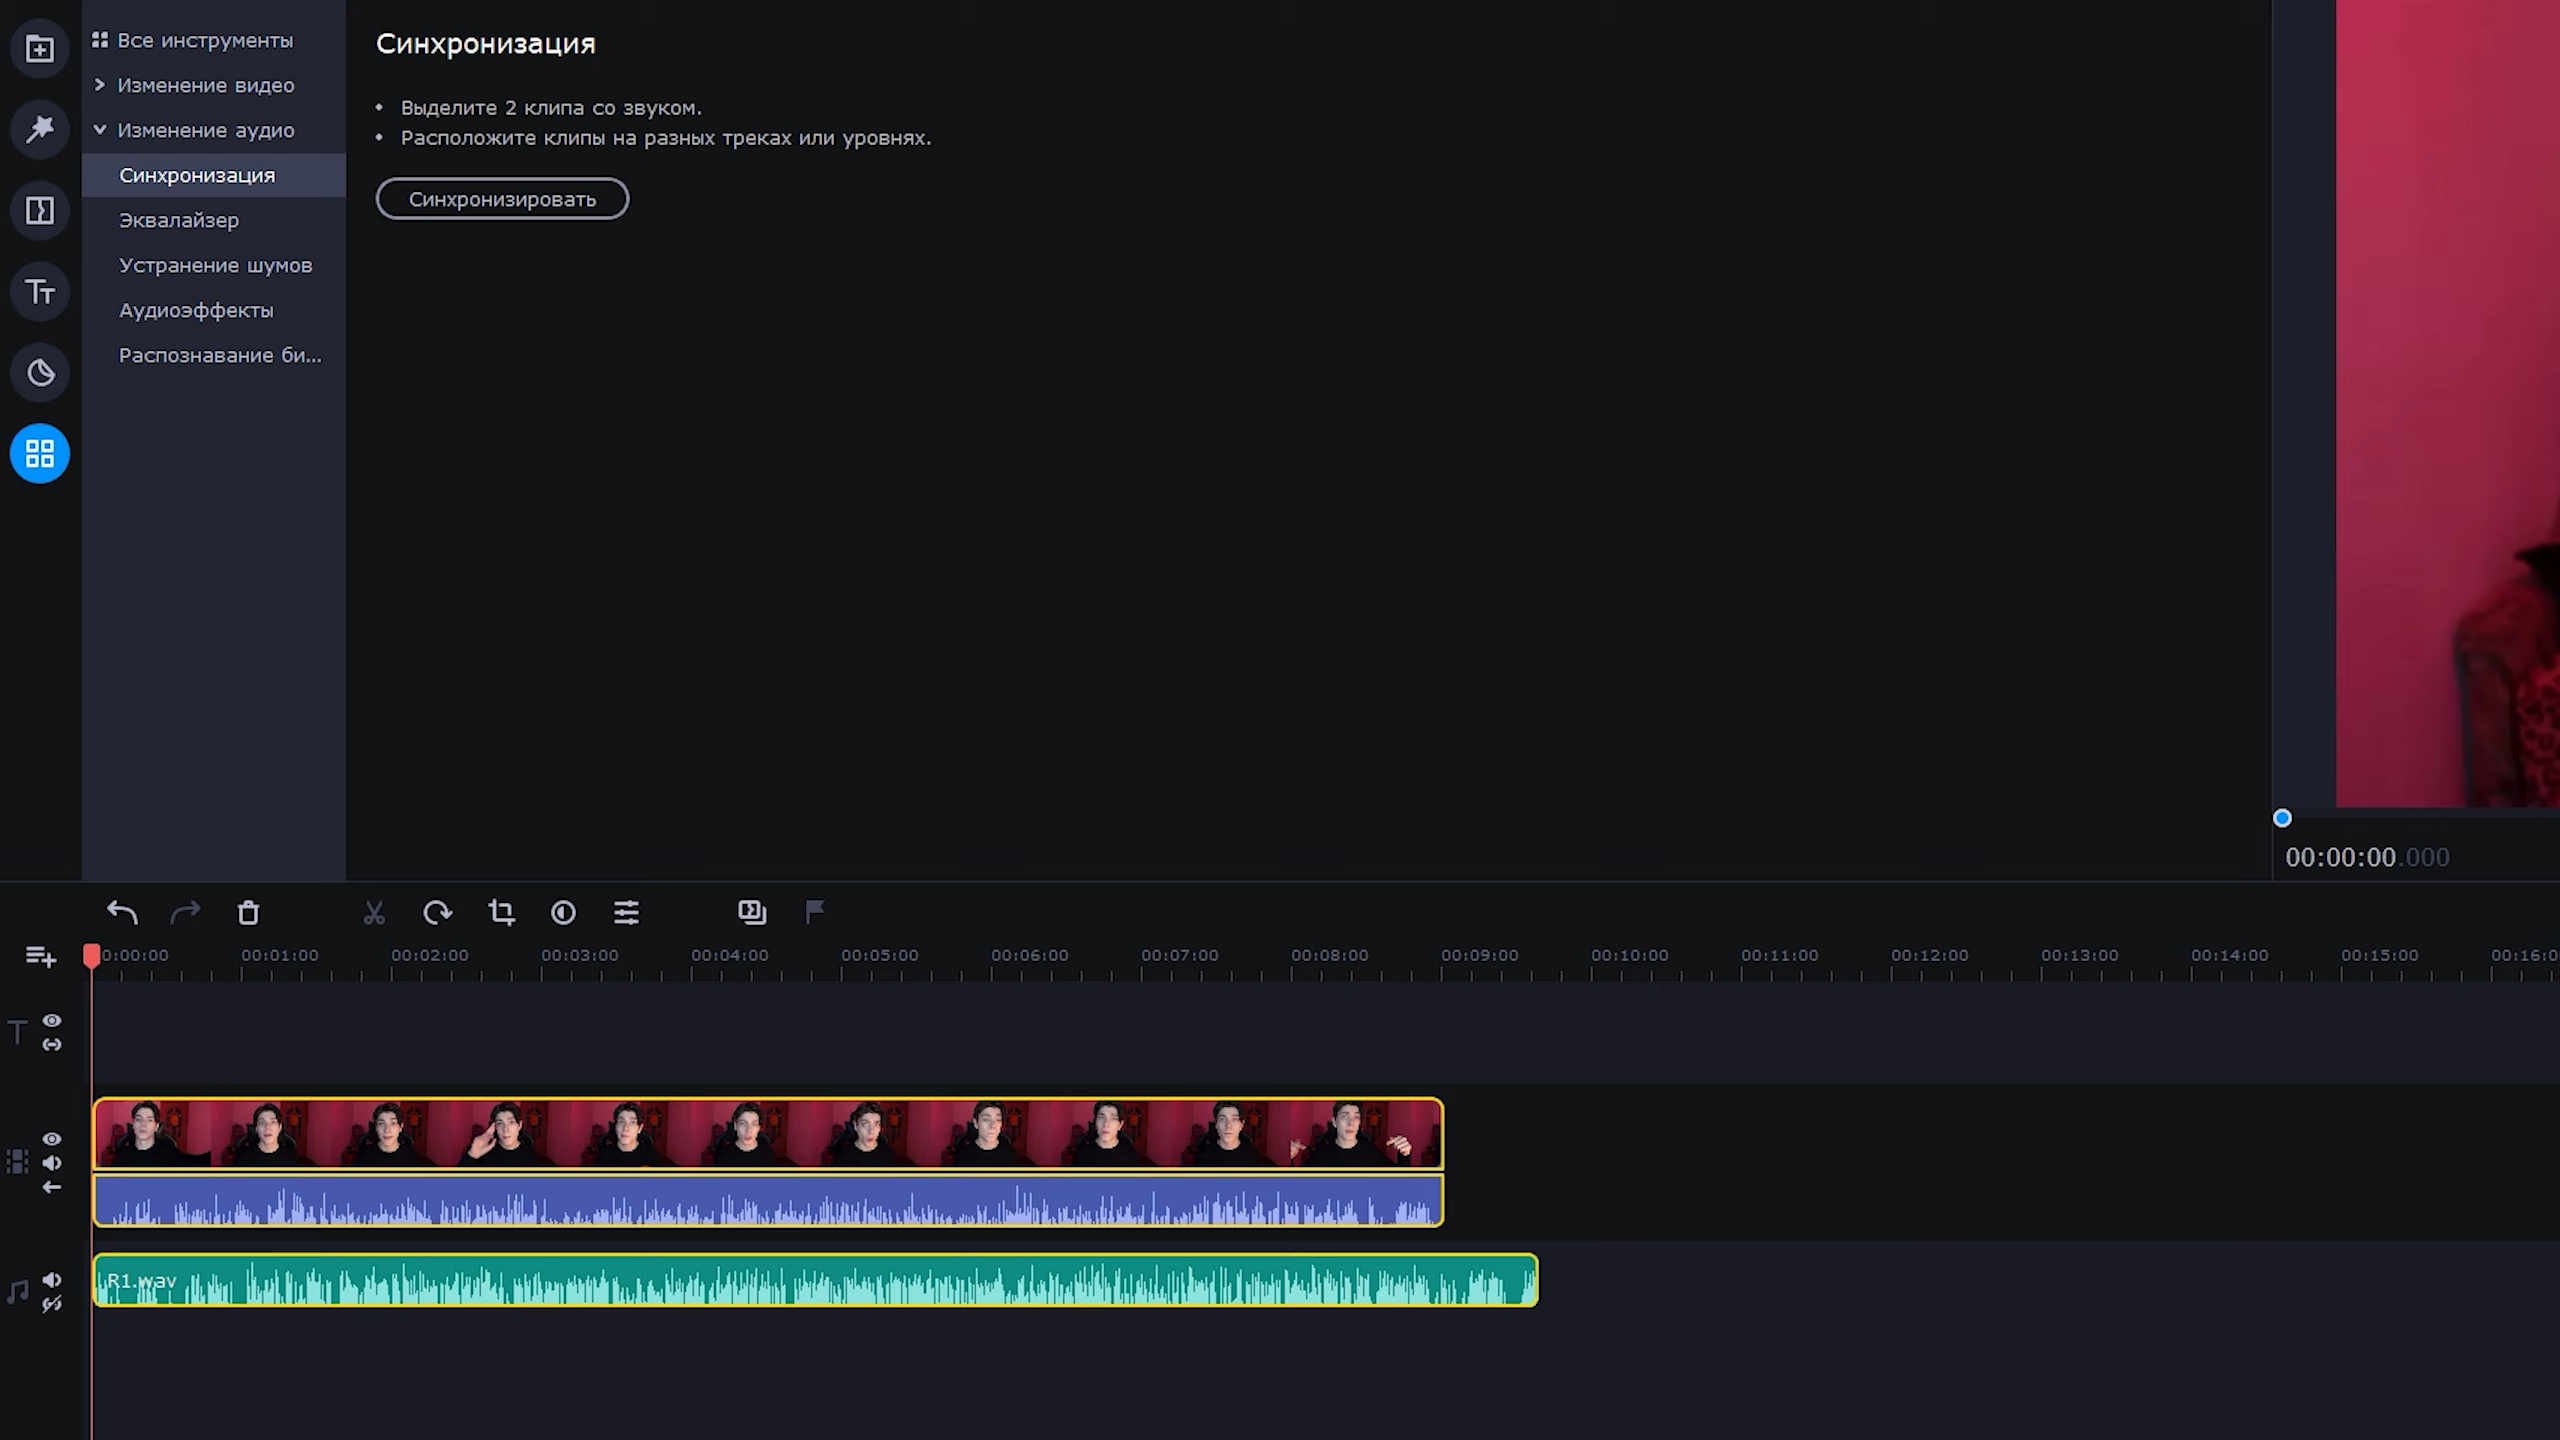 Все инструменты
Изменение видео
Изменение аудио
Синхронизация
Эквалайзер
Устранение шумов
Аудиоэффекты
Распознавание би...
Синхронизация
• Выделите 2 клипа со звуком.
• Расположите клипы на разных треках или уровнях.
Синхронизировать
00:00:00.000
0:00:00 00:01:00 00:02:00 00:03:00 00:04:00 00:05:00 00:06:00 00:07:00 00:08:00 00:09:00 00:10:00 00:11:00 00:12:00 00:13:00 00:14:00 00:15:00 00:16:0
R1.wav